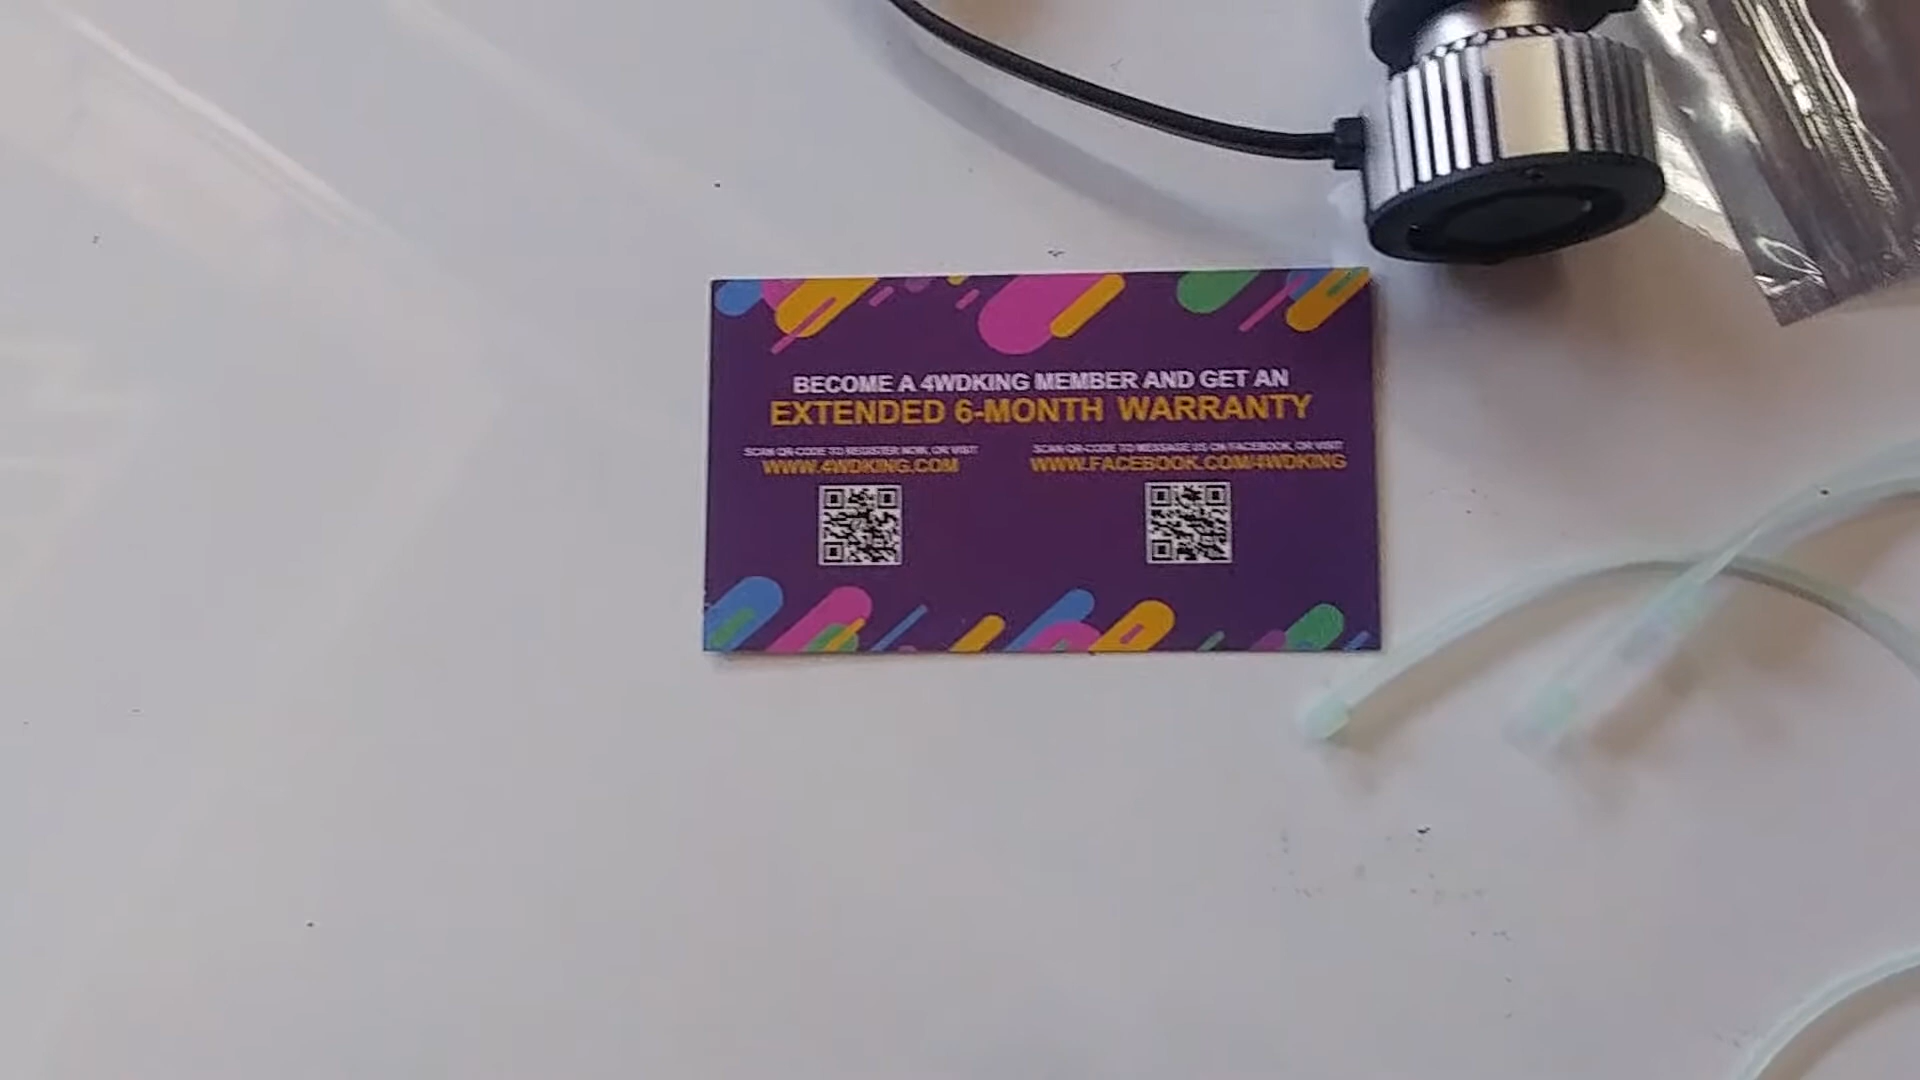 BECOME A 4WDKING MEMBER AND GET AN
EXTENDED 6-MONTH WARRANTY
SCAN QR-CODE TO REGISTER NOW, OR VISIT
WWW.4WDKING.COM
SCAN QR-CODE TO MESSAGE US ON FACEBOOK, OR VISIT
WWW.FACEBOOK.COM/4WDKING